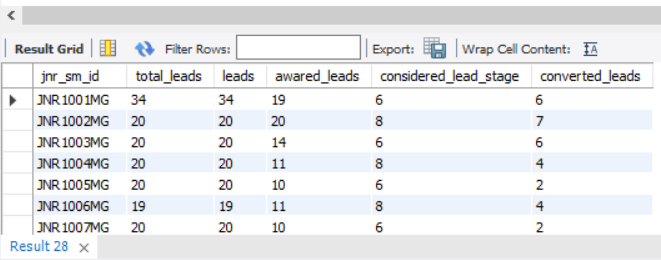 Result Grid Filter Rows: Export: Wrap Cell Content:
jnr_sm_id total_leads leads awared_leads considered_lead_stage converted_leads
JNR1001MG 34 34 19 6 6
JNR1002MG 20 20 20 8 7
JNR1003MG 20 20 14 6 6
JNR1004MG 20 20 11 8 4
JNR1005MG 20 20 10 6 2
JNR1006MG 19 19 11 8 4
JNR1007MG 20 20 10 6 2
Result 28